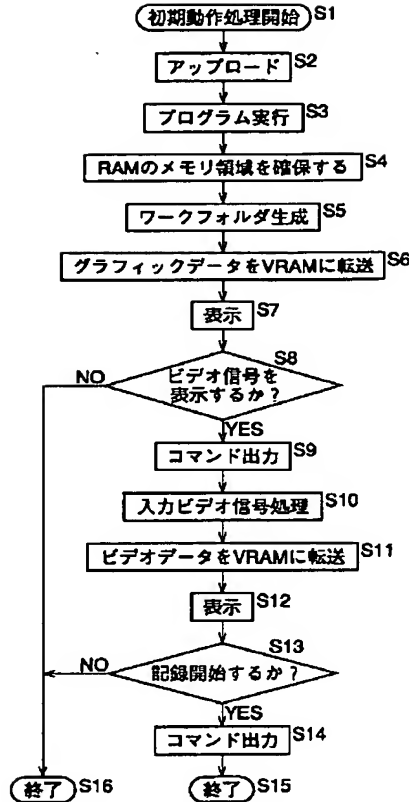 初期動作処理開始 S1
アップロード S2
プログラム実行 S3
RAMのメモリ領域を確保する S4
ワークフォルダ生成 S5
グラフィックデータをVRAMに転送 S6
表示 S7
S8
NO
ビデオ信号を
表示するか?
YES
コマンド出力 S9
入力ビデオ信号処理 S10
ビデオデータをVRAMに転送 S11
表示 S12
S13
NO
記録開始するか?
YES
コマンド出力 S14
終了 S16
終了 S15